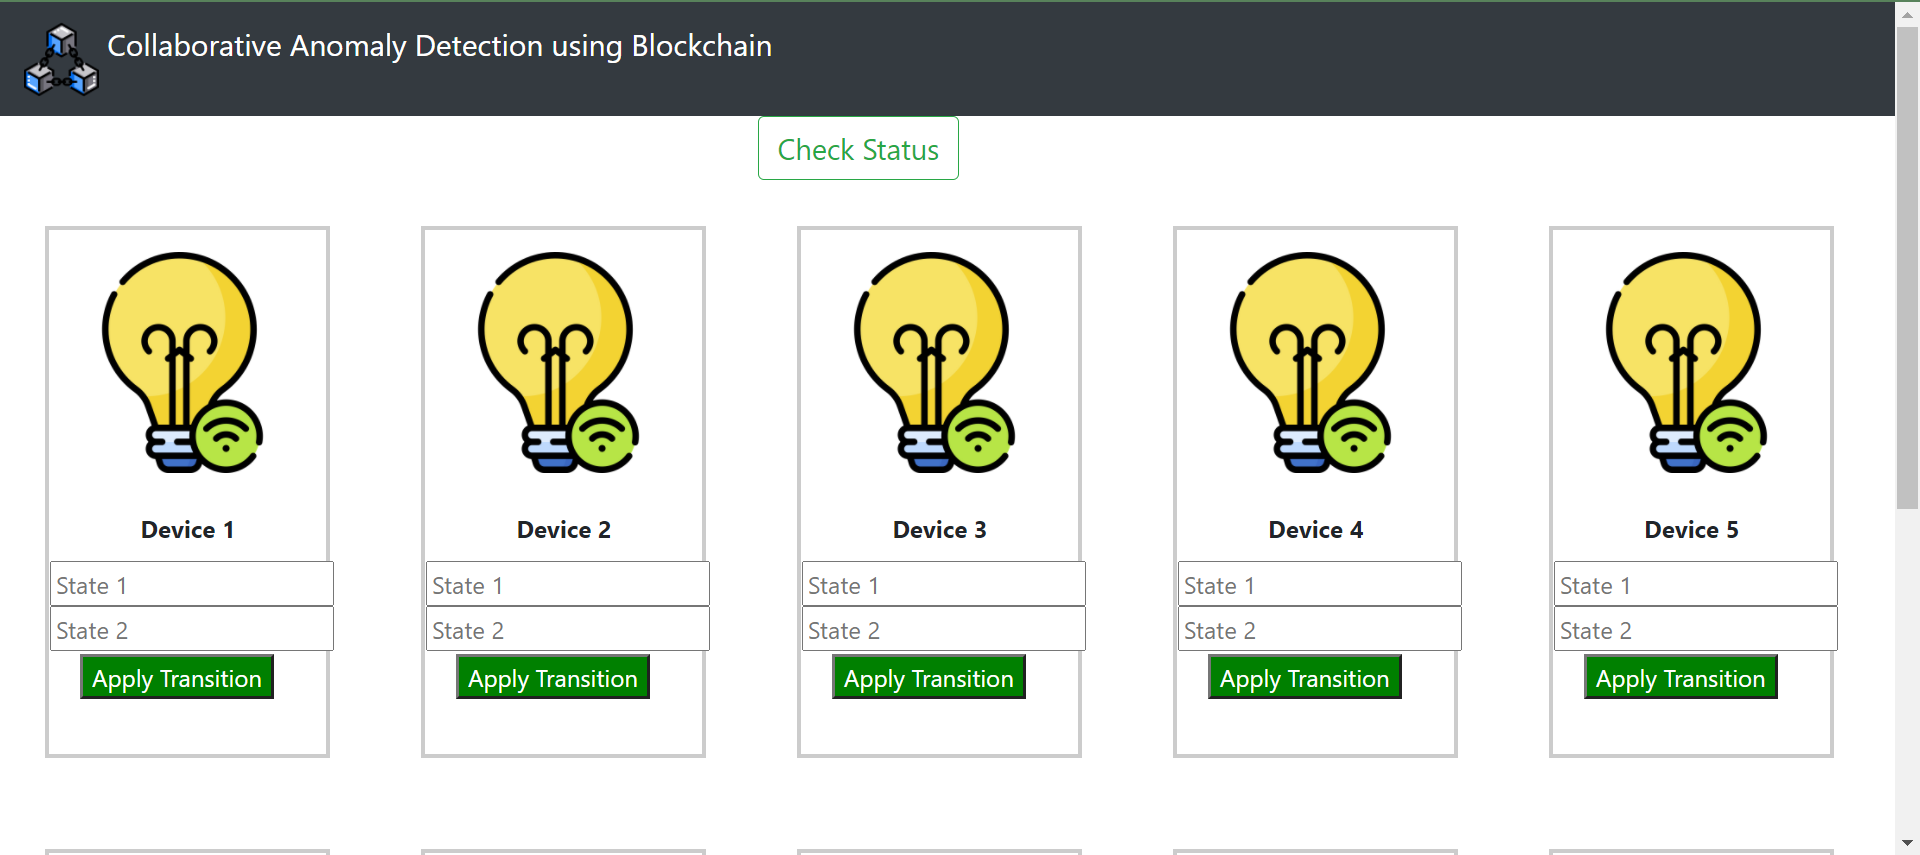 Collaborative Anomaly Detection using Blockchain
Check Status
Device 1
State 1
State 2
Apply Transition
Device 2
State 1
State 2
Apply Transition
Device 3
State 1
State 2
Apply Transition
Device 4
State 1
State 2
Apply Transition
Device 5
State 1
State 2
Apply Transition